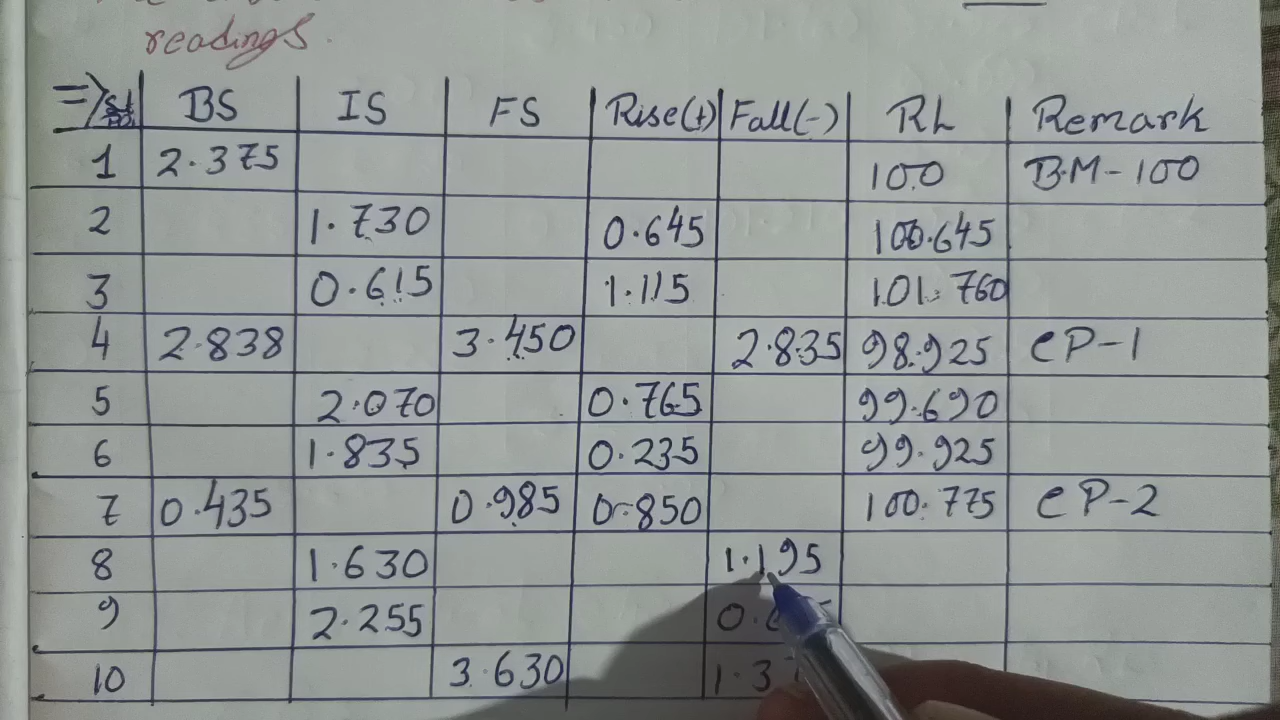 readings.
BS IS FS Rise(+) Fall(-) RL Remark
1 2.375 100 BM-100
2 1.730 0.645 100.645
3 0.615 1.115 101.760
4 2.838 3.450 2.835 98.925 CP-1
5 2.070 0.765 99.690
6 1.835 0.235 99.925
7 0.435 0.985 0.850 100.775 CP-2
8 1.630 1.195
9 2.255
10 3.630